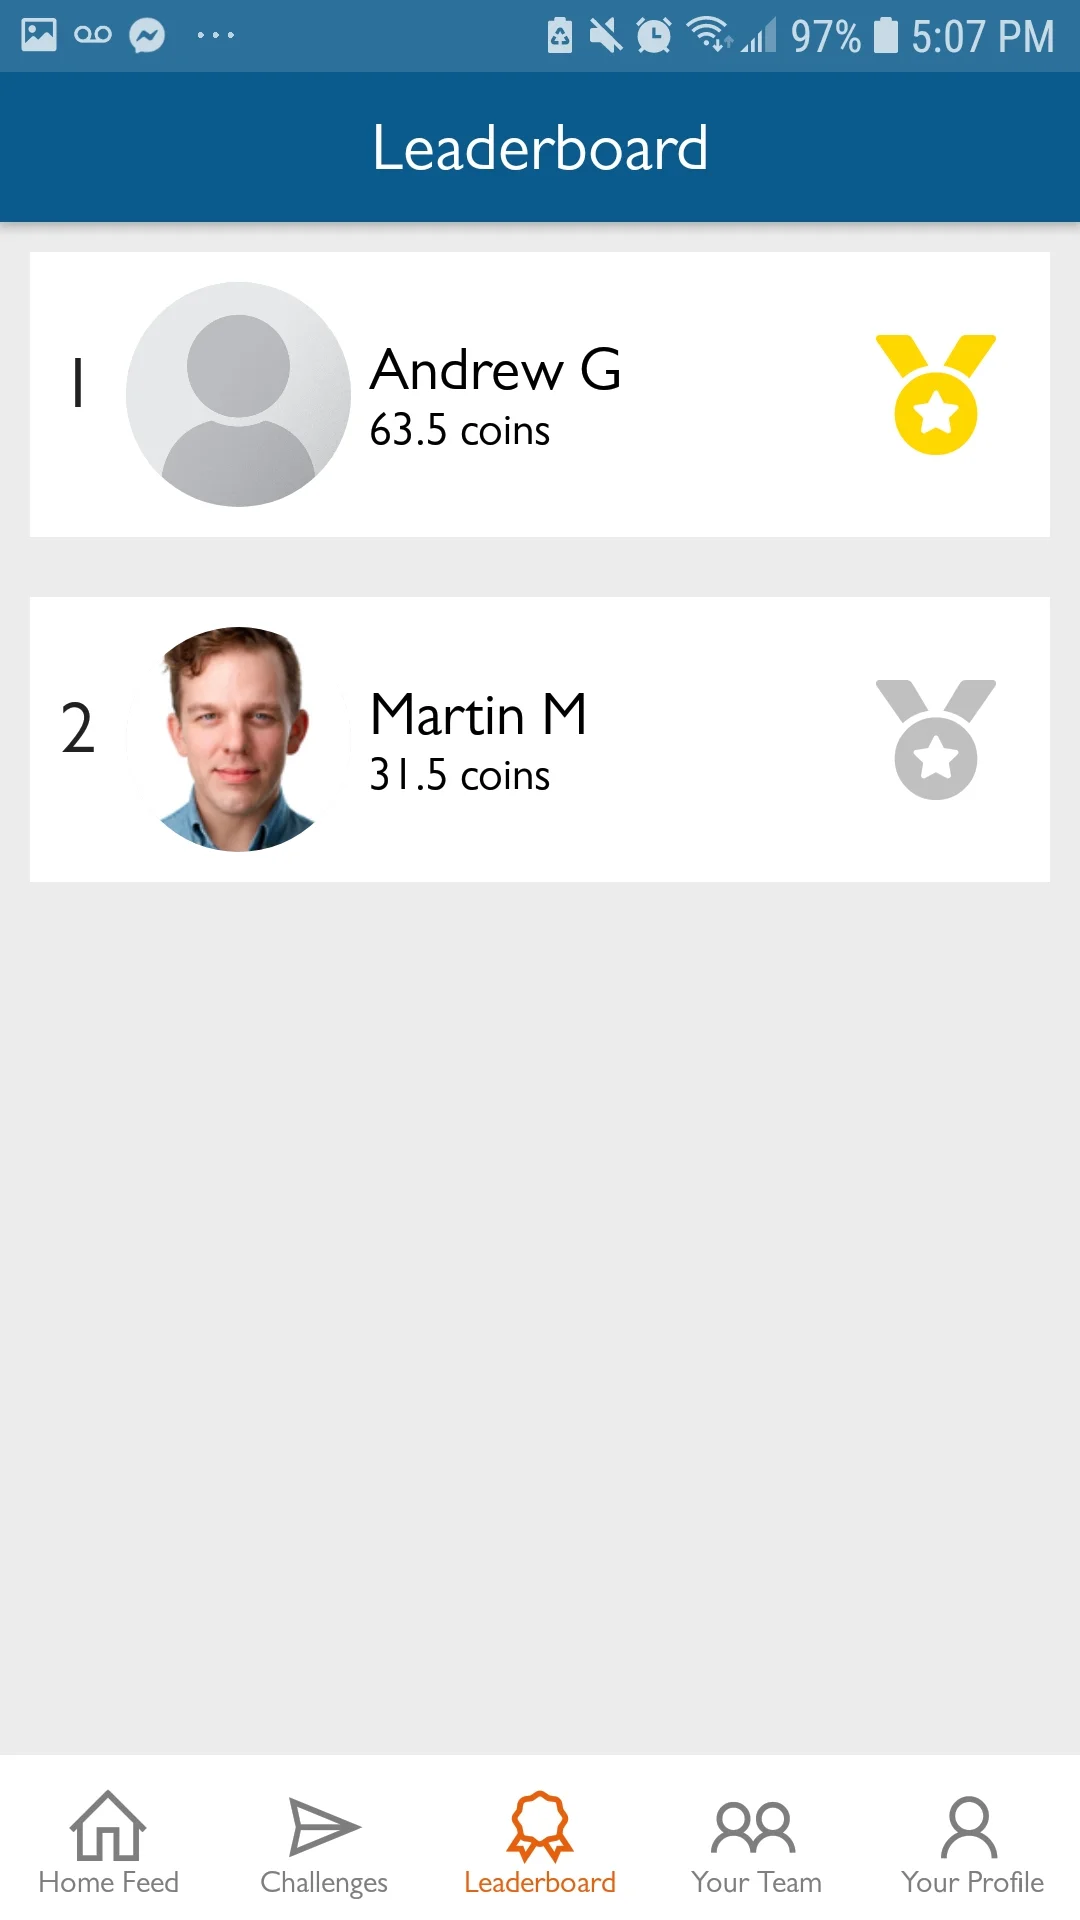 97% 5:07 PM
Leaderboard
1
Andrew G
63.5 coins
2
Martin M
31.5 coins
Home Feed
Challenges
Leaderboard
Your Team
Your Profile